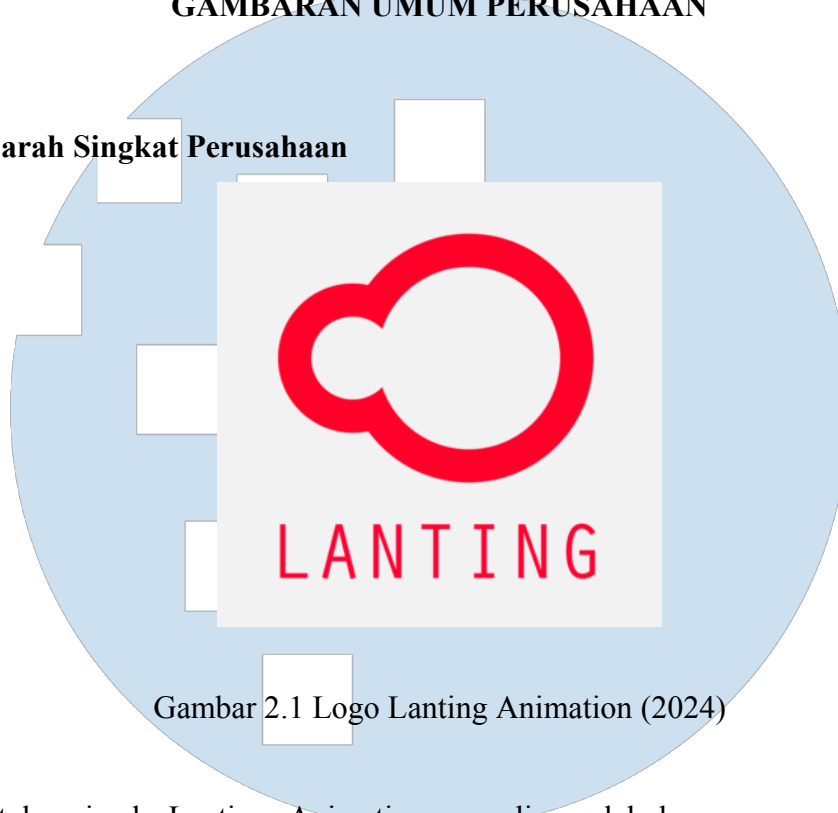 GAMBARAN UMUM PERUSAHAAN
arah Singkat Perusahaan
LANTING
Gambar 2.1 Logo Lanting Animation (2024)